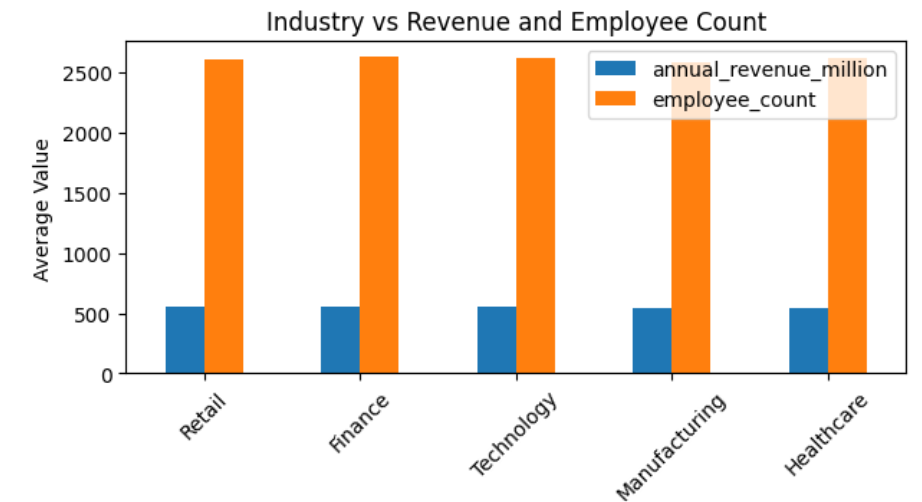 Industry vs Revenue and Employee Count
annual_revenue_million
employee_count
Average Value
2500
2000
1500
1000
500
0
Retail
Finance
Technology
Manufacturing
Healthcare